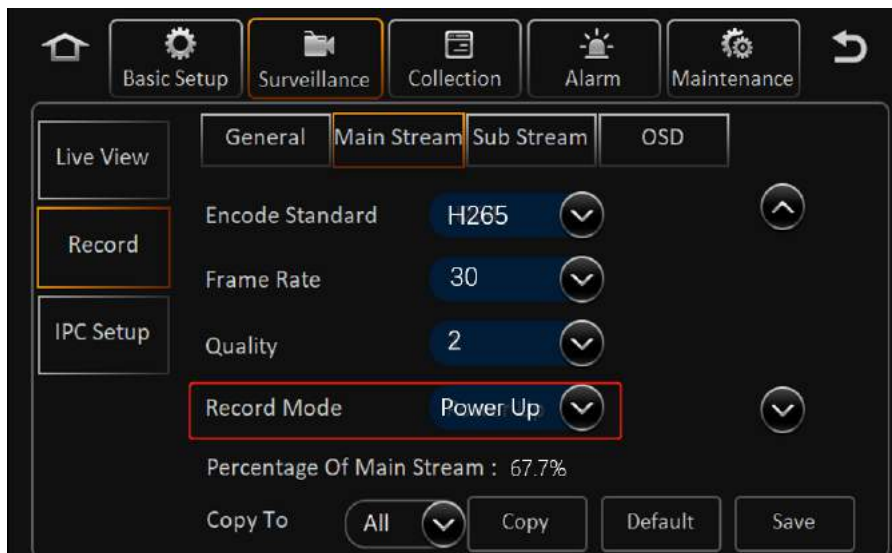 Basic Setup Surveillance Collection Alarm Maintenance
General Main Stream Sub Stream OSD
Live View
Encode Standard H265
Record
Frame Rate 30
IPC Setup
Quality 2
Record Mode Power Up
Percentage Of Main Stream : 67.7%
Copy To All Copy Default Save